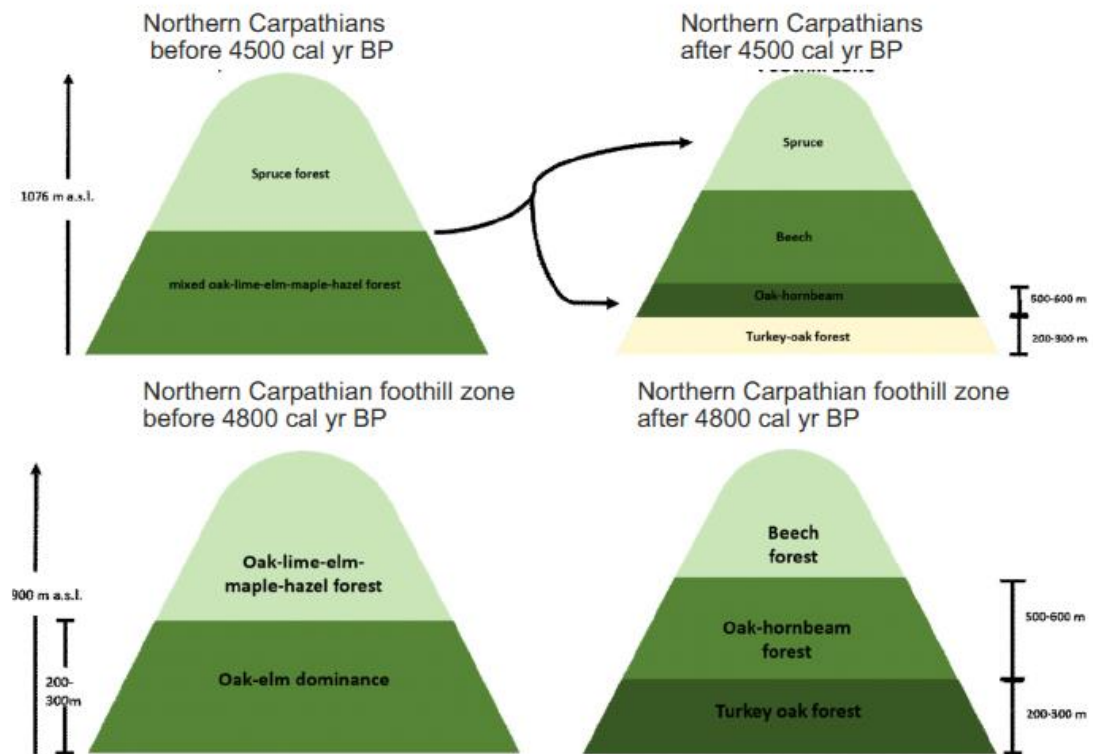 Northern Carpathians
before 4500 cal yr BP
Northern Carpathians
after 4500 cal yr BP
1076 m a.s.l.
Spruce forest
mixed oak-lime-elm-maple-hazel forest
Spruce
Beech
Oak-hornbeam
Turkey-oak forest
500-600 m
200-300 m
Northern Carpathian foothill zone
before 4800 cal yr BP
Northern Carpathian foothill zone
after 4800 cal yr BP
900 m a.s.l.
200-
300m
Oak-lime-elm-
maple-hazel forest
Oak-elm dominance
Beech
forest
Oak-hornbeam
forest
Turkey oak forest
500-600 m
200-300 m